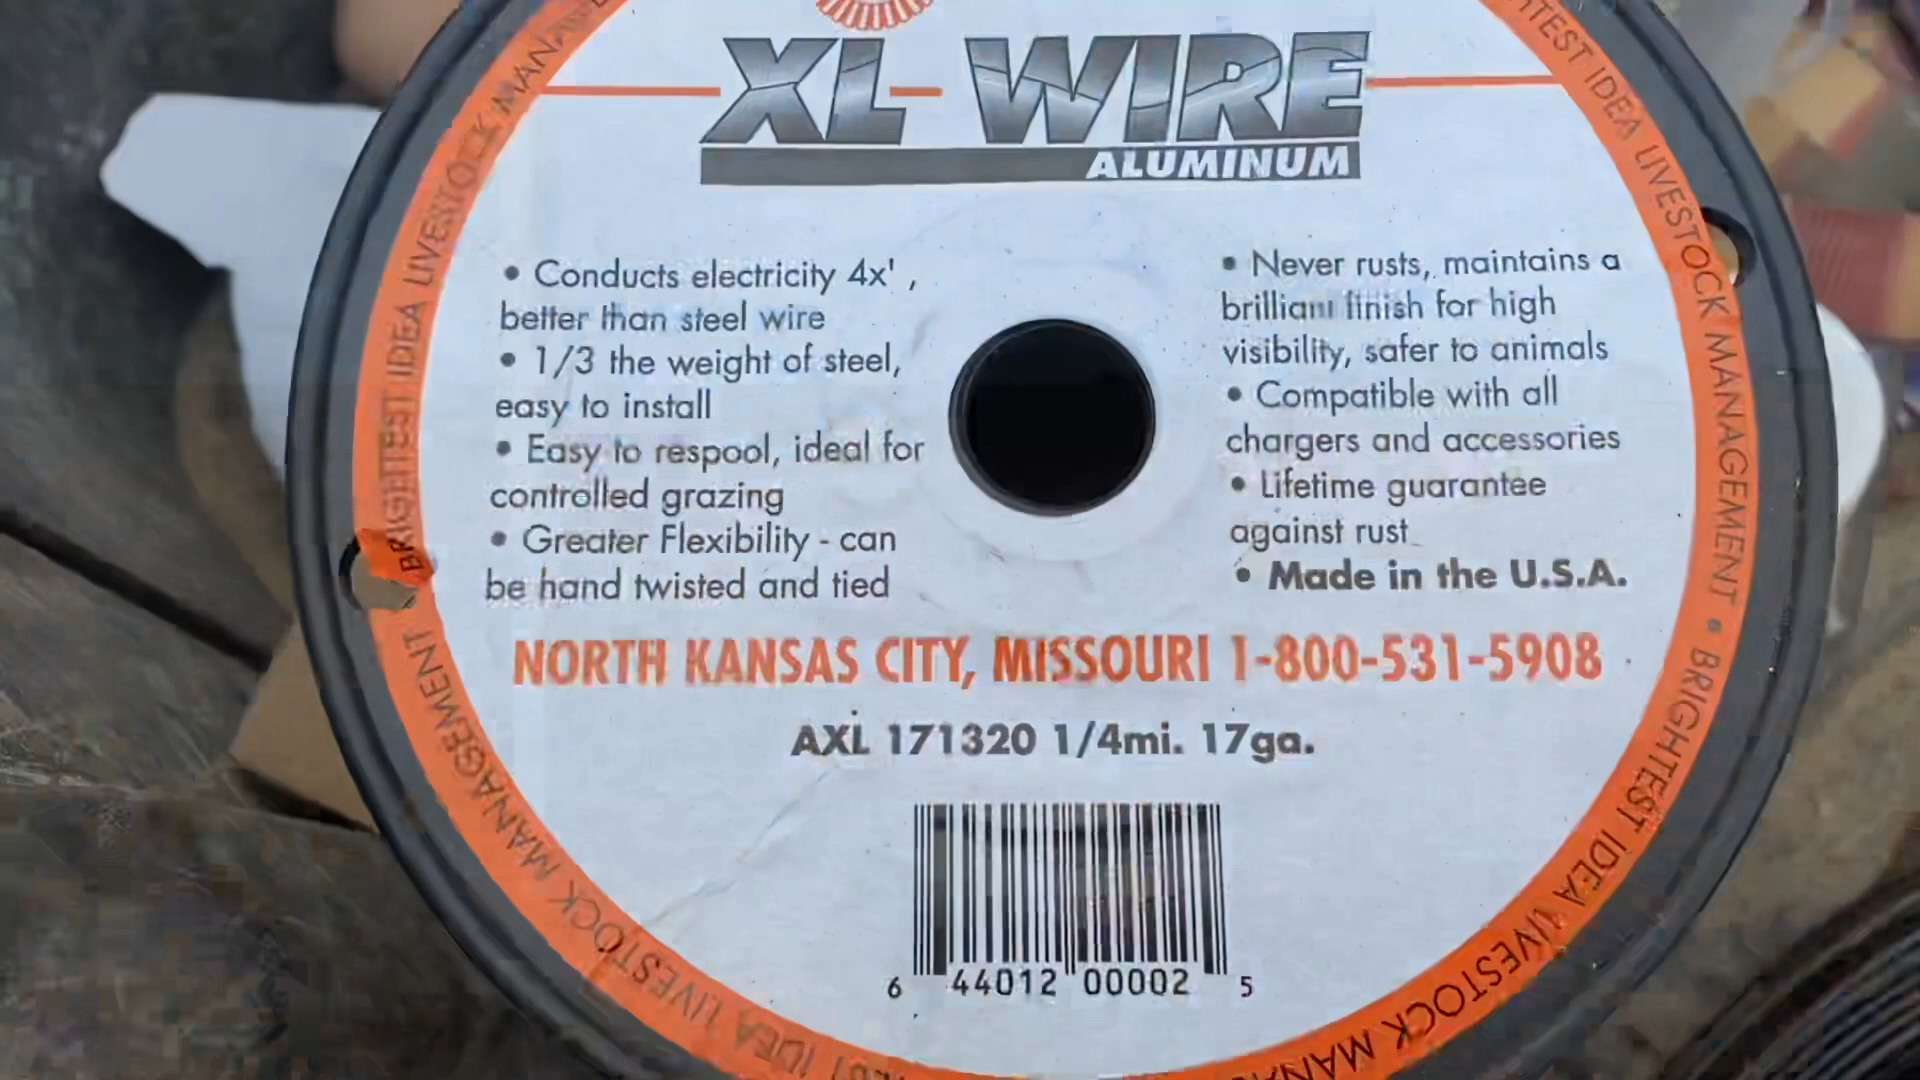 XL-WIRE
ALUMINUM
• Conducts electricity 4x' ,
better than steel wire
• 1/3 the weight of steel,
easy to install
• Easy to respool, ideal for
controlled grazing
• Greater Flexibility - can
be hand twisted and tied
• Never rusts, maintains a
brilliant finish for high
visibility, safer to animals
• Compatible with all
chargers and accessories
• Lifetime guarantee
against rust
• Made in the U.S.A.
NORTH KANSAS CITY, MISSOURI 1-800-531-5908
AXL 171320 1/4mi. 17ga.
6 44012 00002 5
BRIGHTEST IDEA LIVESTOCK
IDEA LIVESTOCK MANAGEMENT • BRIGHTEST IDEA LIVESTOCK
IDEA LIVESTOCK MANAGEMENT